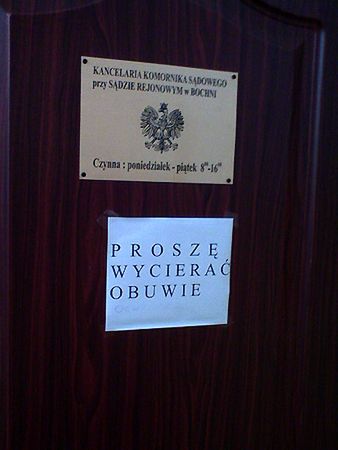 KANCELARIA KOMORNIKA SĄDOWEGO
przy SĄDZIE REJONOWYM w BOCHNI
Czynna : poniedziałek - piątek 8⁰⁰-16⁰⁰
PROSZĘ
WYCIERAĆ
OBUWIE